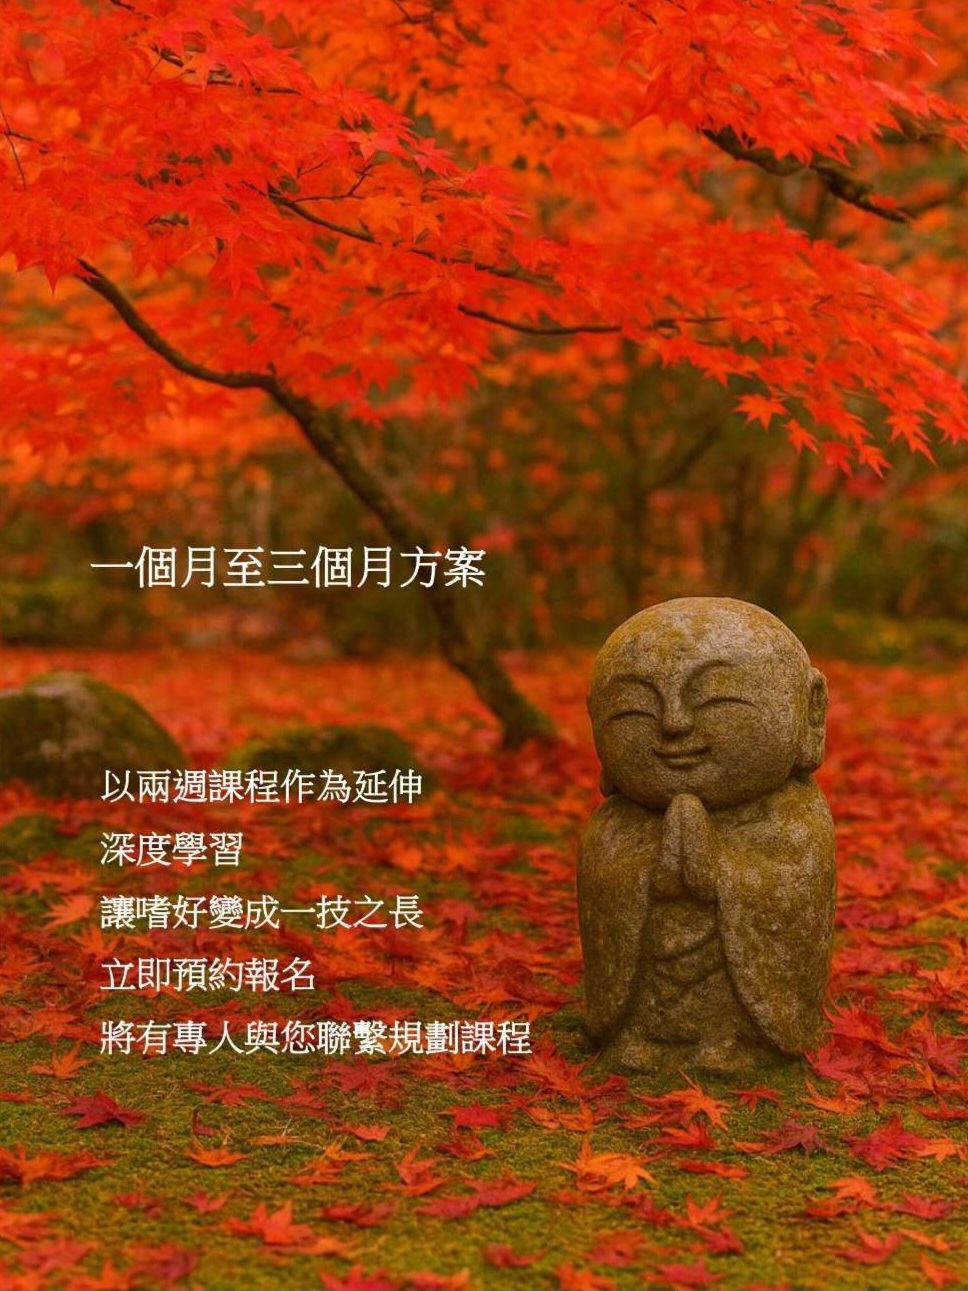 一個月至三個月方案
以兩週課程作為延伸
深度學習
讓嗜好變成一技之長
立即預約報名
將有專人與您聯繫規劃課程